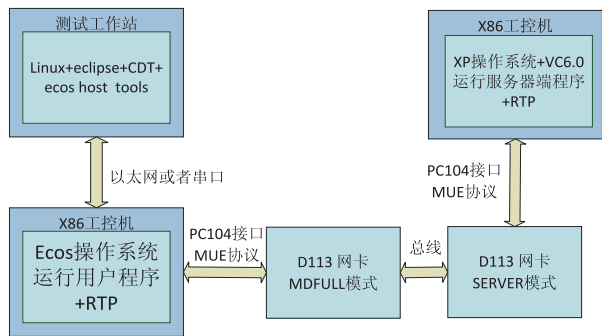 测试工作站
Linux+eclipse+CDT+
ecos host tools
X86工控机
XP操作系统+VC6.0
运行服务器端程序
+RTP
以太网或者串口
PC104接口
MUE协议
X86工控机
Ecos操作系统
运行用户程序
+RTP
PC104接口
MUE协议
D113 网卡
MDFULL模式
总线
D113 网卡
SERVER模式